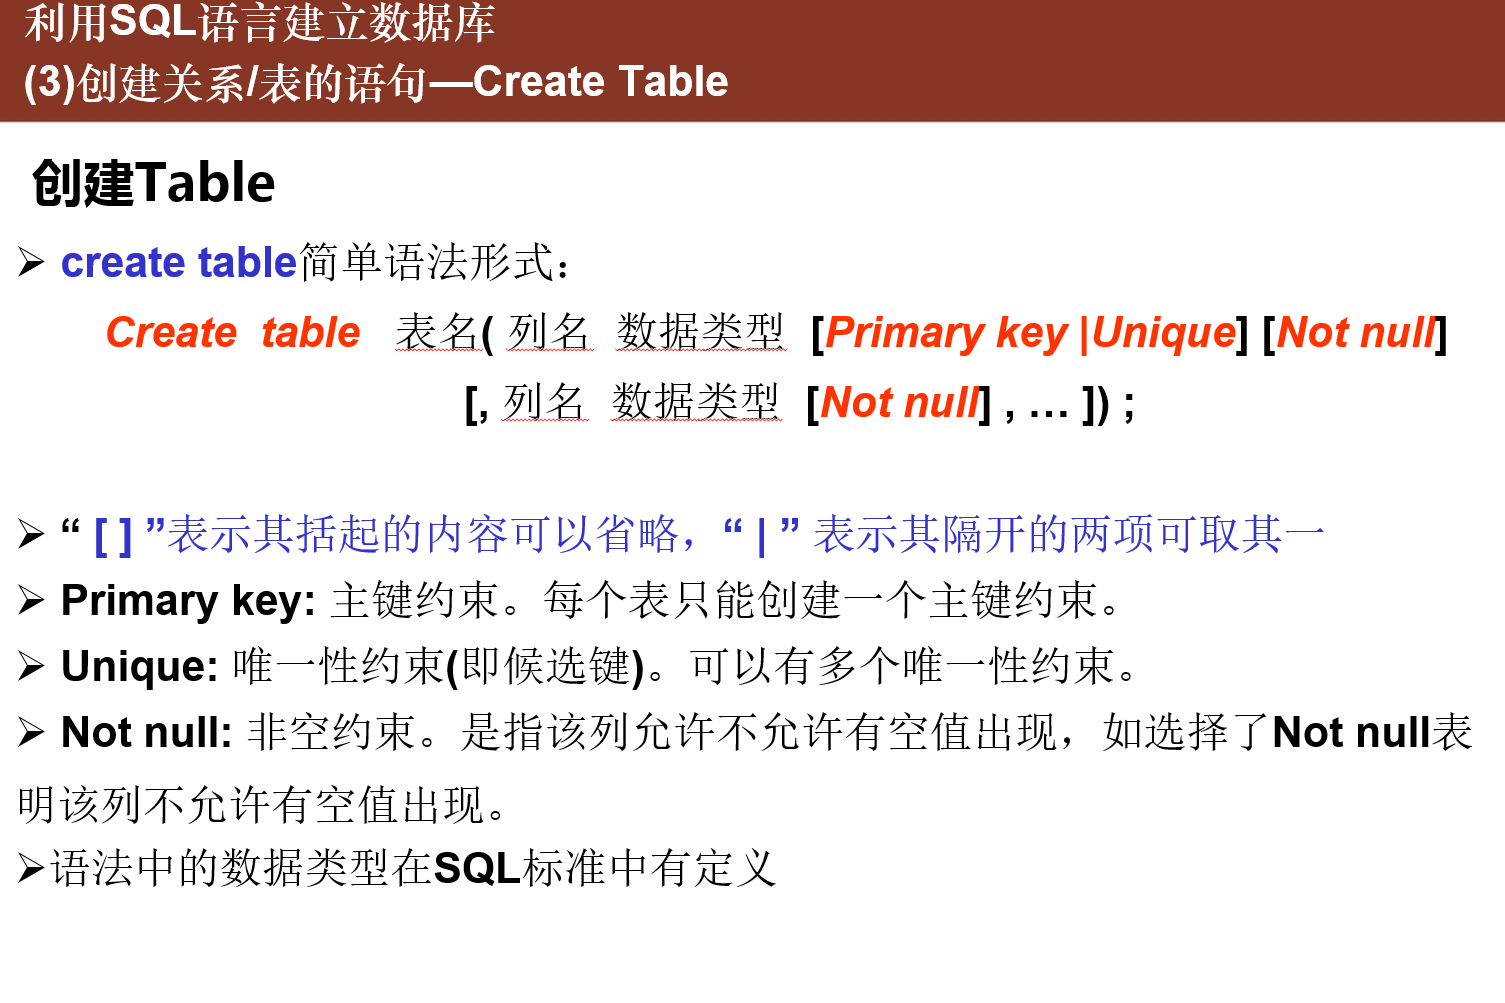 利用SQL语言建立数据库
(3)创建关系/表的语句—Create Table
创建Table
➢ create table简单语法形式：
Create table 表名( 列名 数据类型 [Primary key |Unique] [Not null]
[, 列名 数据类型 [Not null] , … ]) ;
➢ “ [ ] ”表示其括起的内容可以省略，“ | ” 表示其隔开的两项可取其一
➢ Primary key: 主键约束。每个表只能创建一个主键约束。
➢ Unique: 唯一性约束(即候选键)。可以有多个唯一性约束。
➢ Not null: 非空约束。是指该列允许不允许有空值出现，如选择了Not null表
明该列不允许有空值出现。
➢语法中的数据类型在SQL标准中有定义